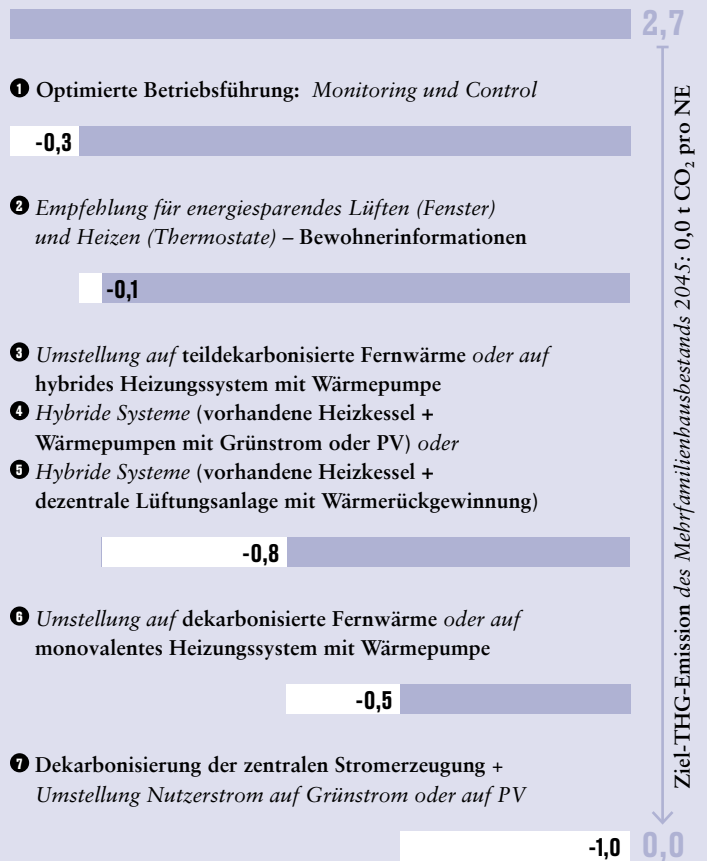 2,7
❶ Optimierte Betriebsführung: Monitoring und Control
-0,3
❷ Empfehlung für energiesparendes Lüften (Fenster)
und Heizen (Thermostate) – Bewohnerinformationen
-0,1
❸ Umstellung auf teildekarbonisierte Fernwärme oder auf
hybrides Heizungssystem mit Wärmepumpe
❹ Hybride Systeme (vorhandene Heizkessel +
Wärmepumpen mit Grünstrom oder PV) oder
❺ Hybride Systeme (vorhandene Heizkessel +
dezentrale Lüftungsanlage mit Wärmerückgewinnung)
-0,8
❻ Umstellung auf dekarbonisierte Fernwärme oder auf
monovalentes Heizungssystem mit Wärmepumpe
-0,5
❼ Dekarbonisierung der zentralen Stromerzeugung +
Umstellung Nutzerstrom auf Grünstrom oder auf PV
-1,0
0,0
Ziel-THG-Emission des Mehrfamilienhausbestands 2045: 0,0 t CO₂ pro NE